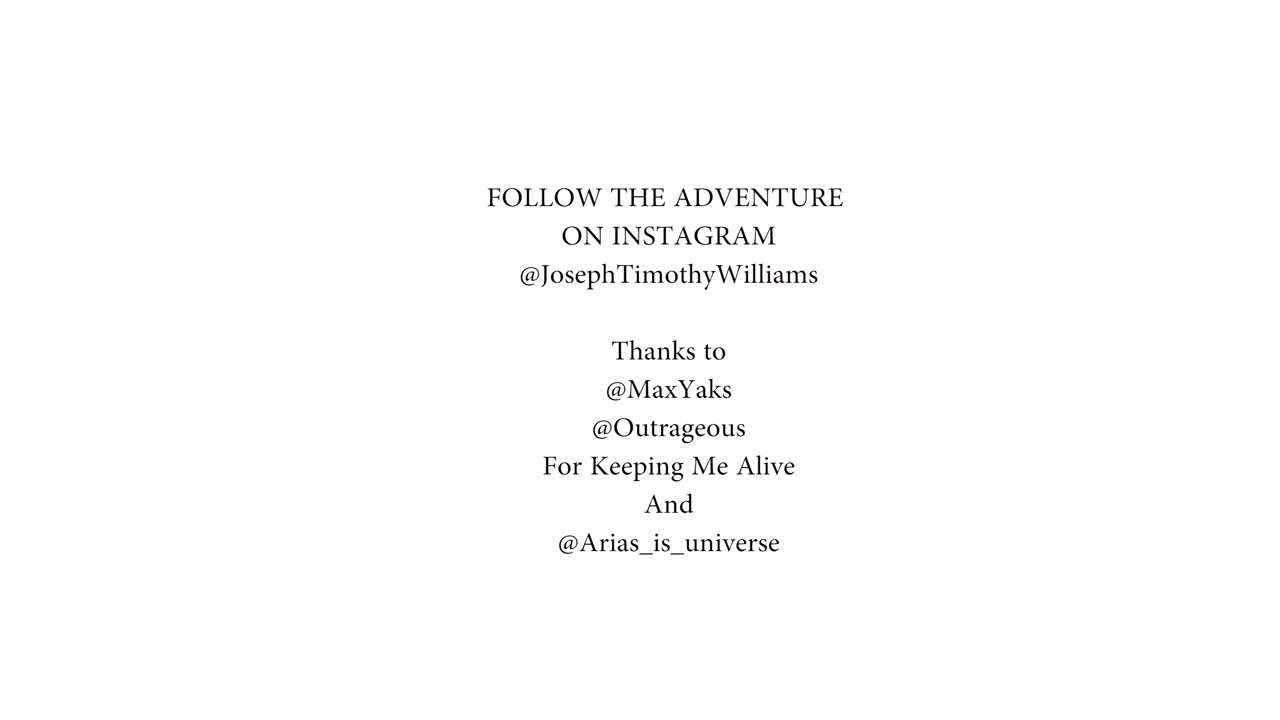 FOLLOW THE ADVENTURE
ON INSTAGRAM
@JosephTimothyWilliams
Thanks to
@MaxYaks
@Outrageous
For Keeping Me Alive
And
@Arias_is_universe